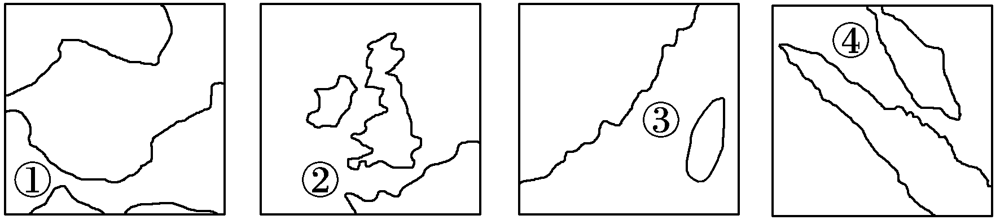 ① ② ③ ④